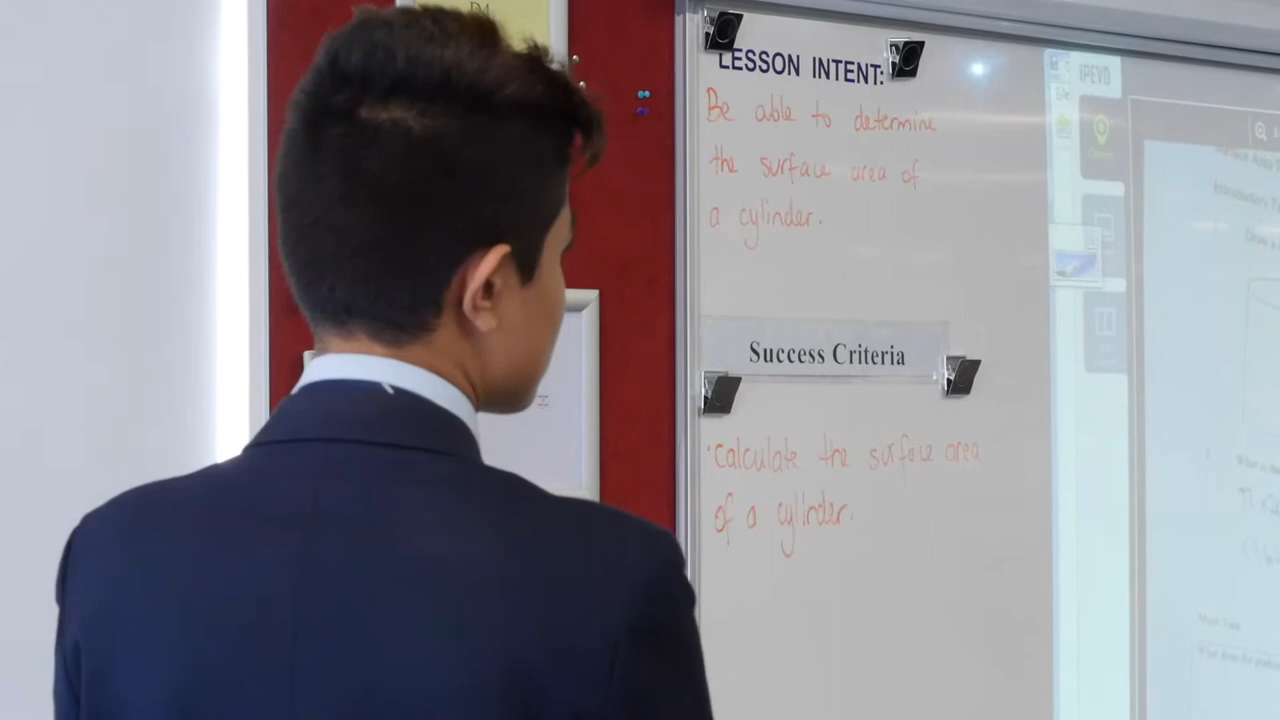 LESSON INTENT:
Be able to determine
the surface area of
a cylinder.
Success Criteria
·Calculate the surface area
of a cylinder.
IPEVO
File